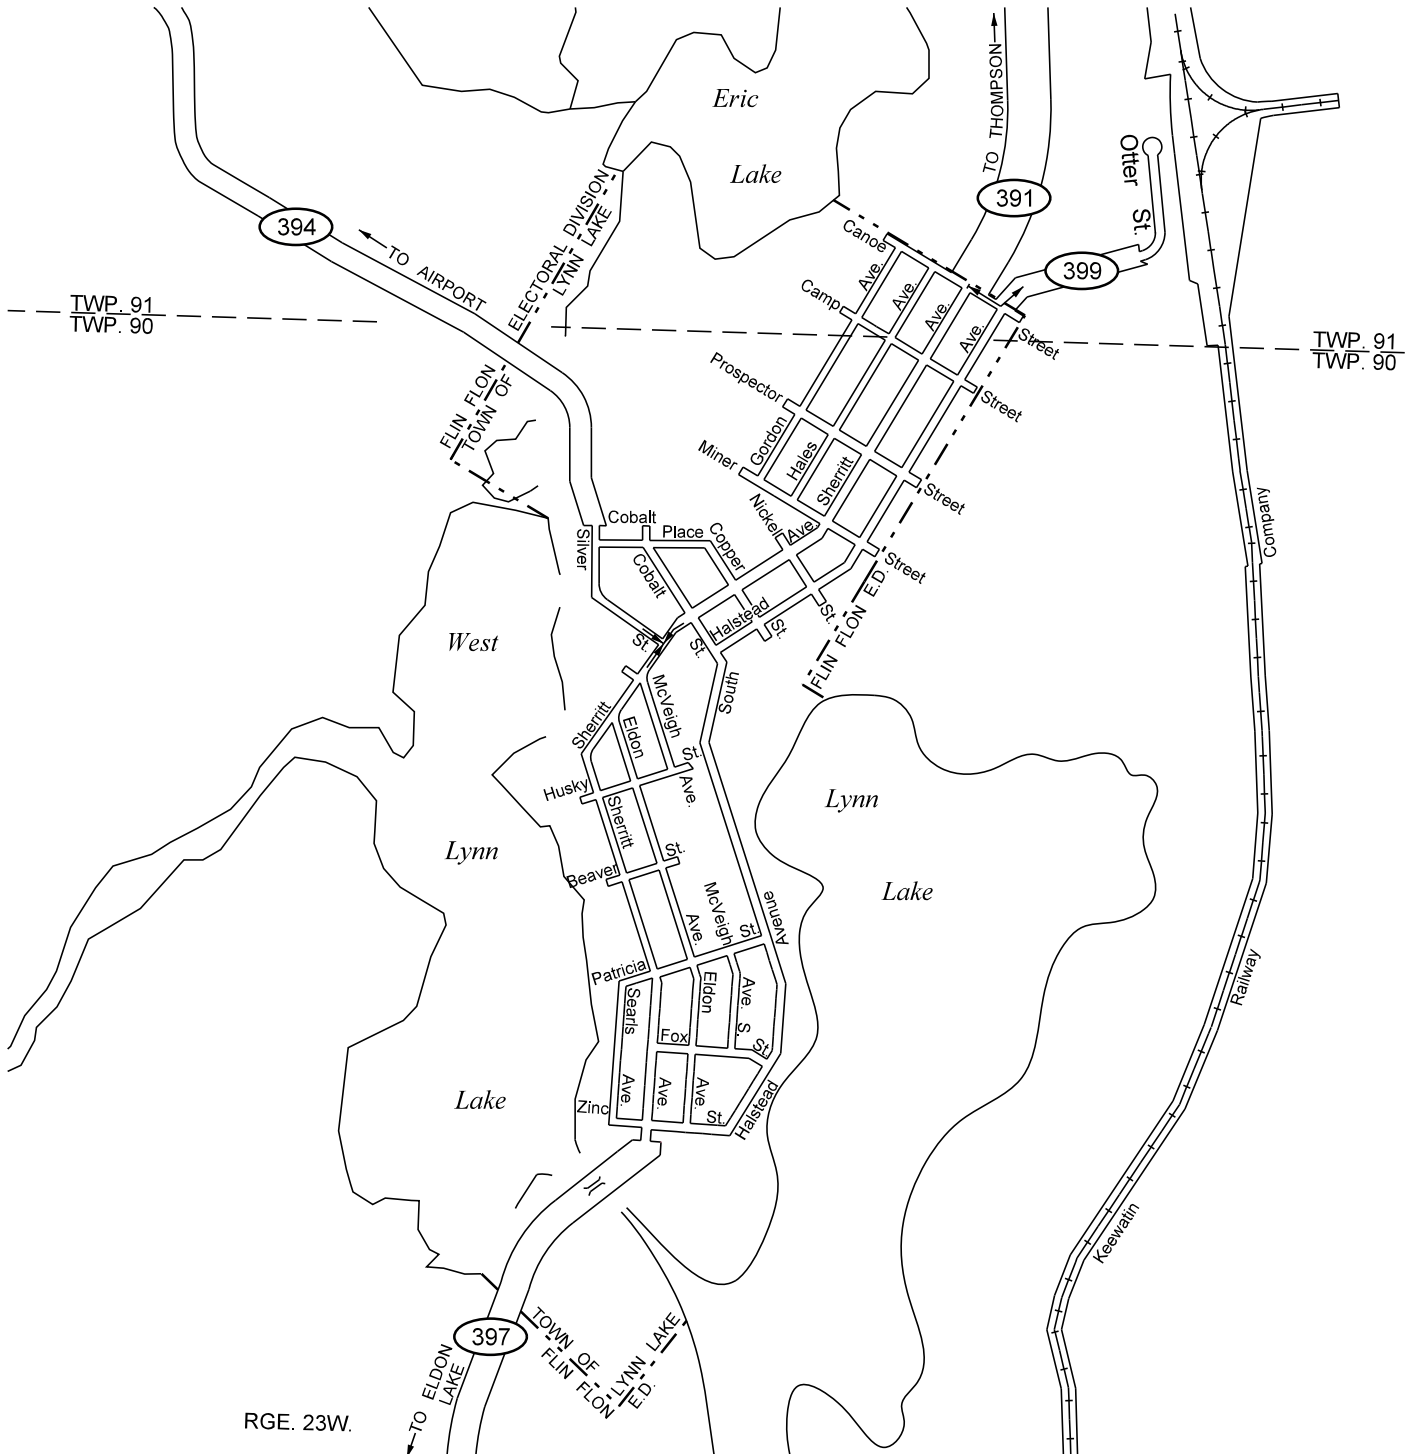 Eric
Lake
TO THOMPSON
391
Otter St.
399
394
TO AIRPORT
ELECTORAL DIVISION
LYNN LAKE
FLIN FLON
TOWN OF
TWP. 91
TWP. 90
TWP. 91
TWP. 90
Canoe
Street
Camp
Street
Prospector
Street
Miner
Street
Ave.
Ave.
Ave.
Ave.
Gordon
Hales
Sherritt
Nickel
Ave.
St.
Cobalt
Place
Copper
St.
Silver
St.
Cobalt
St.
Halstead
FLIN FLON E.D.
South
West
Lynn
Lake
Lynn
Lake
Sherritt
McVeigh
Ave.
Eldon
Husky
St.
Sherritt
Beaver
St.
Ave.
McVeigh
Avenue
Patricia
St.
Searls
Ave.
Eldon
Ave. S.
Fox
St.
Ave.
Ave.
Zinc
St.
Halstead
Company
Railway
Keewatin
397
TO ELDON
LAKE
TOWN OF
FLIN FLON
LYNN LAKE
E.D.
RGE. 23W.